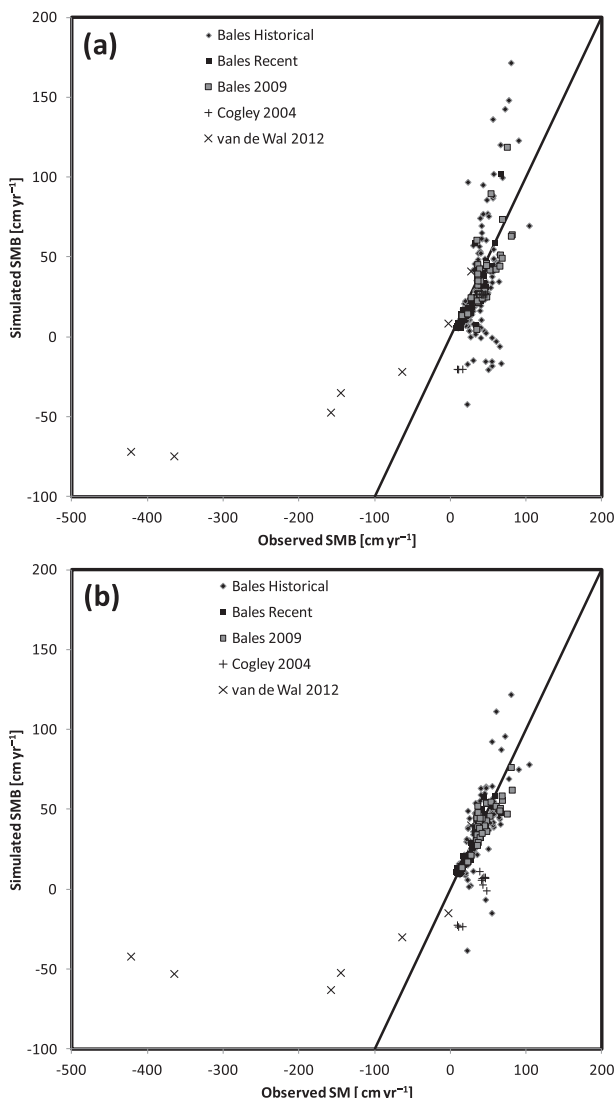 (a)
Bales Historical
Bales Recent
Bales 2009
Cogley 2004
van de Wal 2012
200
150
100
50
0
-50
-100
Simulated SMB [cm yr⁻¹]
-500 -400 -300 -200 -100 0 100 200
Observed SMB [cm yr⁻¹]
(b)
Bales Historical
Bales Recent
Bales 2009
Cogley 2004
van de Wal 2012
200
150
100
50
0
-50
-100
Simulated SMB [cm yr⁻¹]
-500 -400 -300 -200 -100 0 100 200
Observed SM [ cm yr⁻¹]